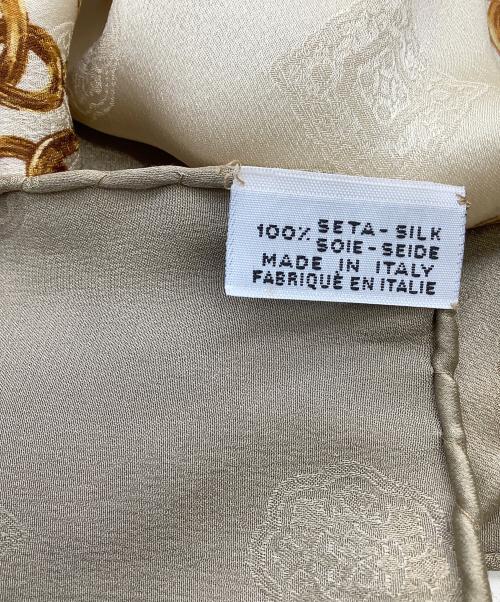 100% SETA - SILK
SOIE - SEIDE
MADE IN ITALY
FABRIQUÈ EN ITALIE